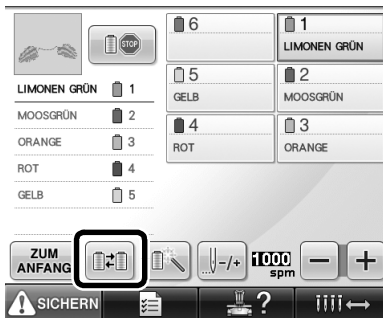 STOP
LIMONEN GRÜN 1
MOOSGRÜN 2
ORANGE 3
ROT 4
GELB 5
6
1
LIMONEN GRÜN
5
GELB
2
MOOSGRÜN
4
ROT
3
ORANGE
ZUM
ANFANG
-/+
1000
spm
− +
SICHERN
?